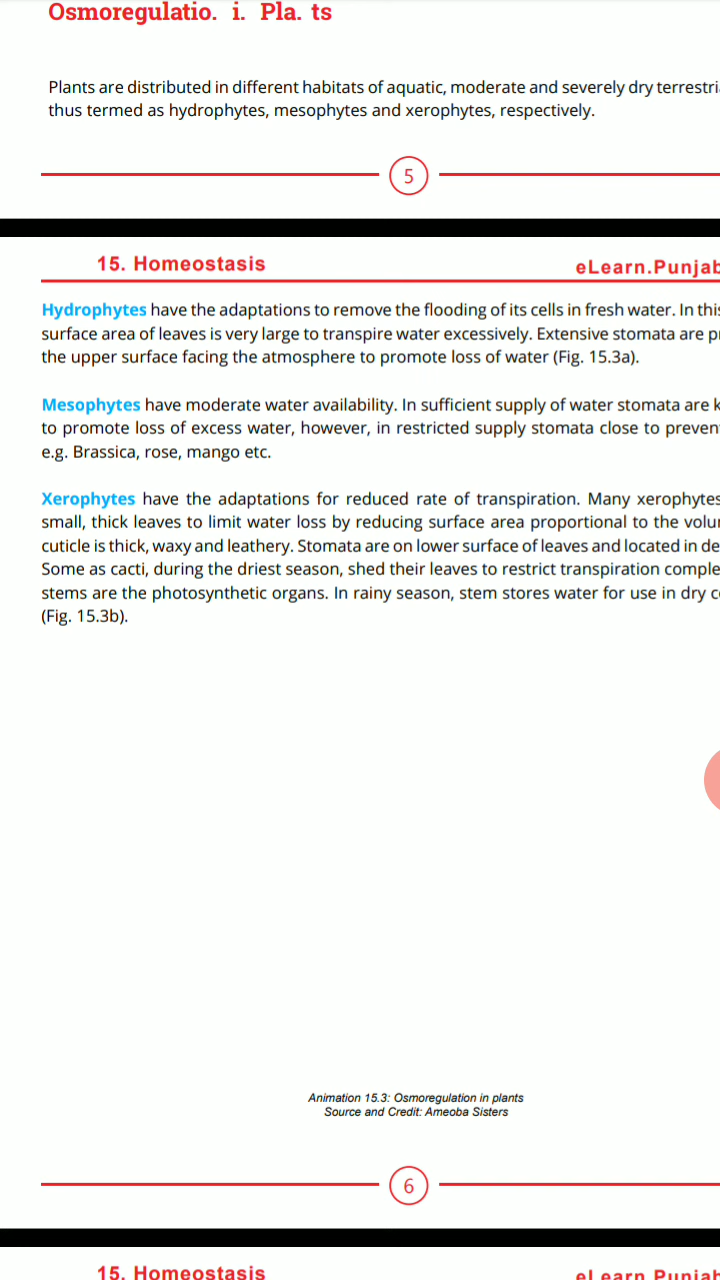 Osmoregulatio. i. Pla. ts
Plants are distributed in different habitats of aquatic, moderate and severely dry terrestri
thus termed as hydrophytes, mesophytes and xerophytes, respectively.
5
15. Homeostasis
eLearn.Punjab
Hydrophytes have the adaptations to remove the flooding of its cells in fresh water. In this
surface area of leaves is very large to transpire water excessively. Extensive stomata are p
the upper surface facing the atmosphere to promote loss of water (Fig. 15.3a).
Mesophytes have moderate water availability. In sufficient supply of water stomata are k
to promote loss of excess water, however, in restricted supply stomata close to preven
e.g. Brassica, rose, mango etc.
Xerophytes have the adaptations for reduced rate of transpiration. Many xerophytes
small, thick leaves to limit water loss by reducing surface area proportional to the volu
cuticle is thick, waxy and leathery. Stomata are on lower surface of leaves and located in de
Some as cacti, during the driest season, shed their leaves to restrict transpiration comple
stems are the photosynthetic organs. In rainy season, stem stores water for use in dry c
(Fig. 15.3b).
Animation 15.3: Osmoregulation in plants
Source and Credit: Ameoba Sisters
6
15. Homeostasis
eLearn.Punjab